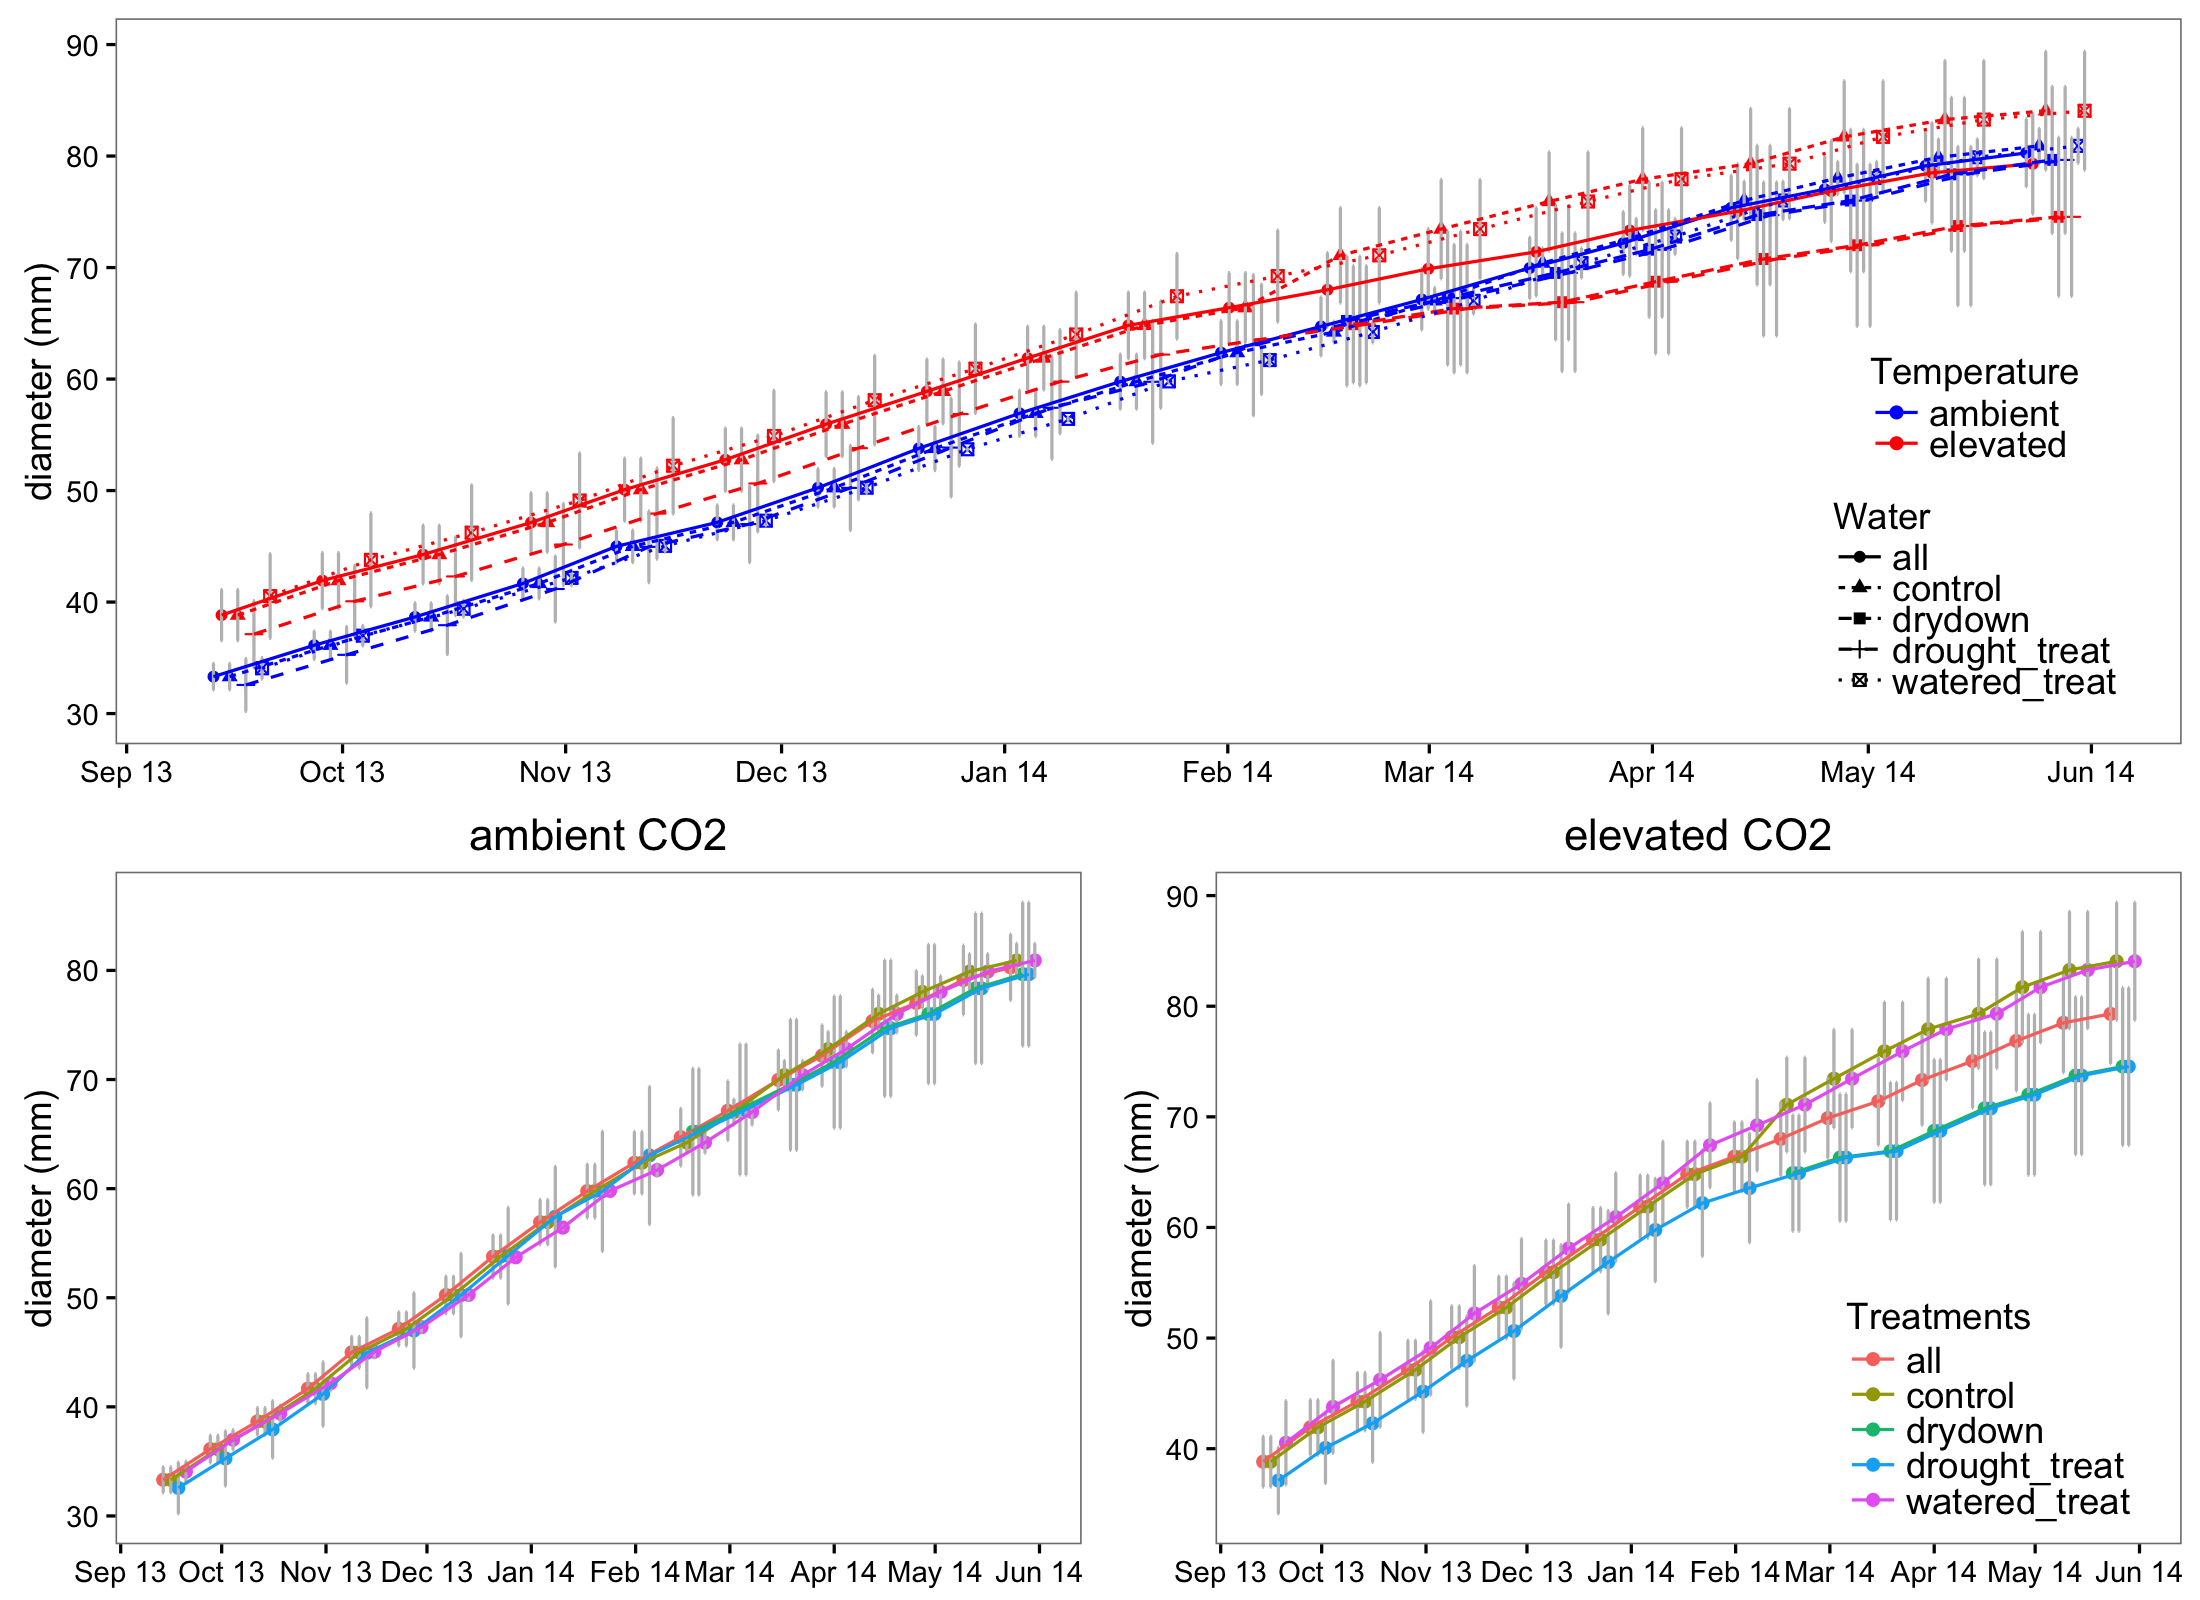 90
80
70
60
50
40
30
diameter (mm)
Sep 13 Oct 13 Nov 13 Dec 13 Jan 14 Feb 14 Mar 14 Apr 14 May 14 Jun 14
Temperature
ambient
elevated
Water
all
control
drydown
drought_treat
watered_treat
ambient CO2
80
70
60
50
40
30
diameter (mm)
Sep 13 Oct 13 Nov 13 Dec 13 Jan 14 Feb 14 Mar 14 Apr 14 May 14 Jun 14
elevated CO2
90
80
70
60
50
40
diameter (mm)
Sep 13 Oct 13 Nov 13 Dec 13 Jan 14 Feb 14 Mar 14 Apr 14 May 14 Jun 14
Treatments
all
control
drydown
drought_treat
watered_treat